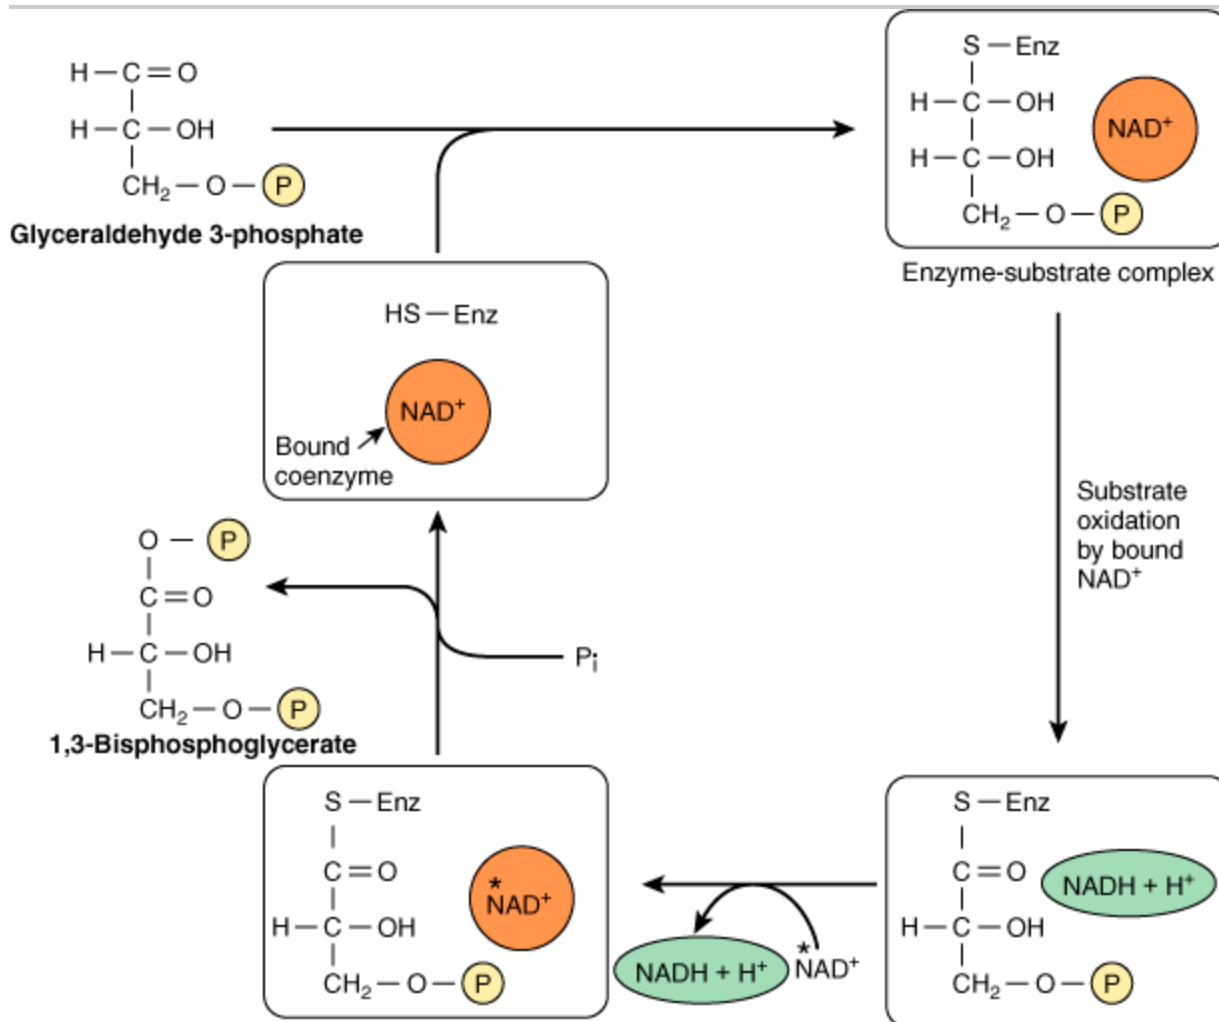 H—C=O
H—C—OH
CH₂—O—P
Glyceraldehyde 3-phosphate
S—Enz
H—C—OH
H—C—OH
CH₂—O—P
NAD⁺
Enzyme-substrate complex
HS—Enz
NAD⁺
Bound
coenzyme
Substrate
oxidation
by bound
NAD⁺
O—P
C=O
H—C—OH
CH₂—O—P
1,3-Bisphosphoglycerate
Pi
S—Enz
C=O
H—C—OH
CH₂—O—P
*NAD⁺
NADH + H⁺
*NAD⁺
S—Enz
C=O
H—C—OH
CH₂—O—P
NADH + H⁺